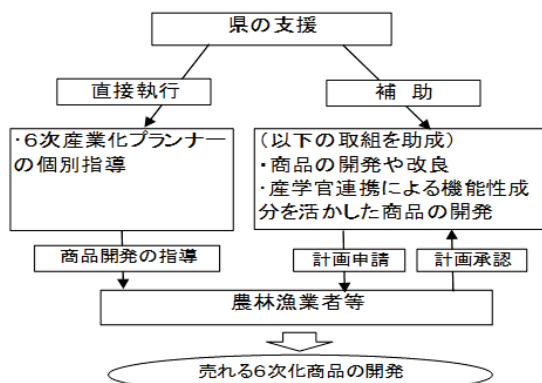 県の支援
直接執行
補 助
・6次産業化プランナー
の個別指導
(以下の取組を助成)
・商品の開発や改良
・産学官連携による機能性成
分を活かした商品の開発
商品開発の指導
計画申請
計画承認
農林漁業者等
売れる6次化商品の開発